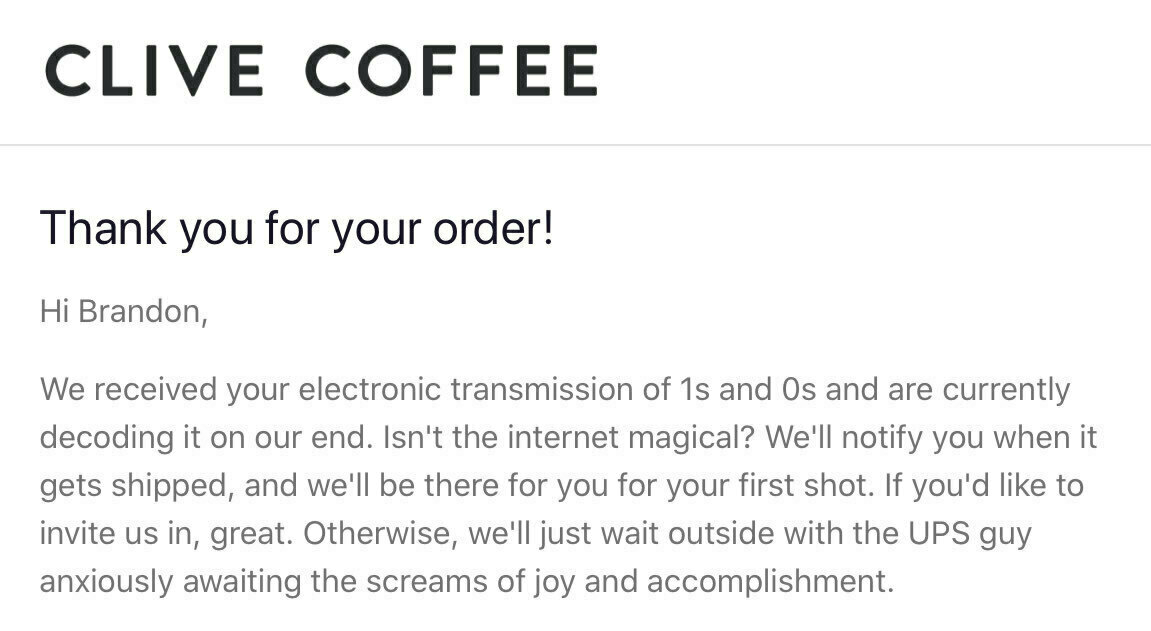 CLIVE COFFEE
Thank you for your order!
Hi Brandon,
We received your electronic transmission of 1s and 0s and are currently
decoding it on our end. Isn't the internet magical? We'll notify you when it
gets shipped, and we'll be there for you for your first shot. If you'd like to
invite us in, great. Otherwise, we'll just wait outside with the UPS guy
anxiously awaiting the screams of joy and accomplishment.